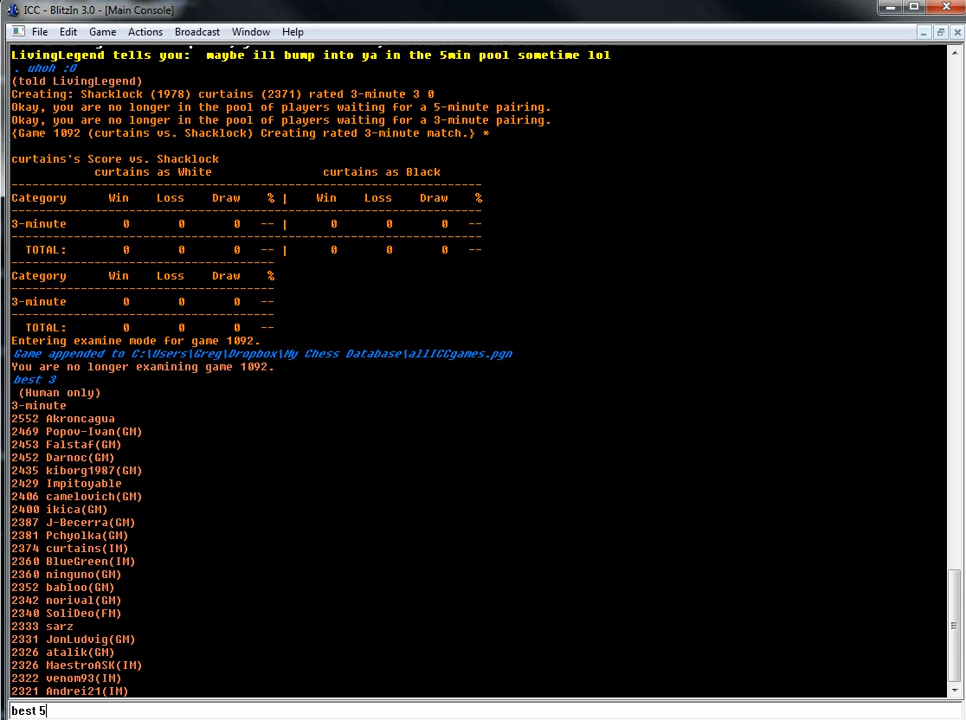 ICC - BlitzIn 3.0 - [Main Console]
File Edit Game Actions Broadcast Window Help
LivingLegend tells you:  maybe ill bump into ya in the 5min pool sometime lol
. uhoh :O
(told LivingLegend)
Creating: Shacklock (1978) curtains (2371) rated 3-minute 3 0
Okay, you are no longer in the pool of players waiting for a 5-minute pairing.
Okay, you are no longer in the pool of players waiting for a 3-minute pairing.
{Game 1092 (curtains vs. Shacklock) Creating rated 3-minute match.} *
curtains's Score vs. Shacklock
curtains as White curtains as Black
Category Win Loss Draw % | Win Loss Draw %
3-minute 0 0 0 -- | 0 0 0 --
TOTAL: 0 0 0 -- | 0 0 0 --
Category Win Loss Draw %
3-minute 0 0 0 --
TOTAL: 0 0 0 --
Entering examine mode for game 1092.
Game appended to C:\Users\Greg\Dropbox\My Chess Database\allICCgames.pgn
You are no longer examining game 1092.
best 3
(Human only)
3-minute
2552 Akroncagua
2469 Popov-Ivan(GM)
2453 Falstaf(GM)
2452 Darnoc(GM)
2435 kiborg1987(GM)
2429 Impitoyable
2406 camelovich(GM)
2400 ikica(GM)
2387 J-Becerra(GM)
2381 Pchyolka(GM)
2374 curtains(IM)
2360 BlueGreen(IM)
2360 ninguno(GM)
2352 babloo(GM)
2342 norival(GM)
2340 SoliDeo(FM)
2333 sarz
2331 JonLudvig(GM)
2326 atalik(GM)
2326 MaestroASK(IM)
2322 venom93(IM)
2321 Andrei21(IM)
best 5